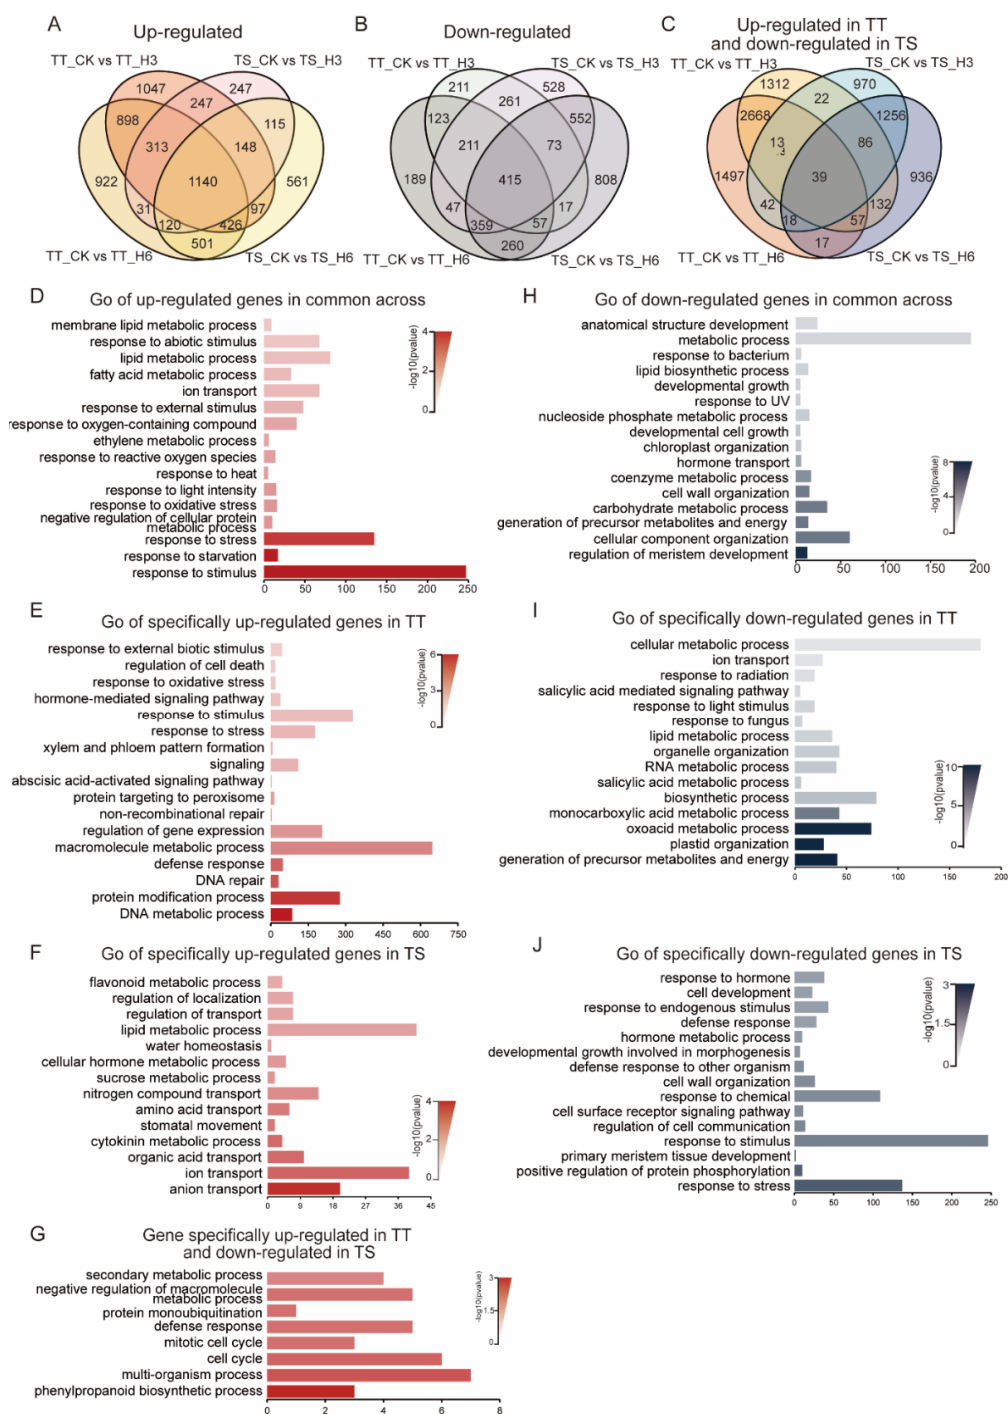 A
Up-regulated
TT_CK vs TT_H3
TS_CK vs TS_H3
1047
247
247
898
115
313
148
922
1140
561
31
97
120
426
501
TT_CK vs TT_H6
TS_CK vs TS_H6
B
Down-regulated
TT_CK vs TT_H3
TS_CK vs TS_H3
211
528
261
123
552
211
73
189
415
808
47
17
359
57
260
TT_CK vs TT_H6
TS_CK vs TS_H6
C
Up-regulated in TT
and down-regulated in TS
TT_CK vs TT_H3
TS_CK vs TS_H3
1312
970
22
2668
1256
13
86
1497
39
936
42
132
18
57
17
TT_CK vs TT_H6
TS_CK vs TS_H6
D
Go of up-regulated genes in common across
membrane lipid metabolic process
response to abiotic stimulus
lipid metabolic process
fatty acid metabolic process
ion transport
response to external stimulus
response to oxygen-containing compound
ethylene metabolic process
response to reactive oxygen species
response to heat
response to light intensity
response to oxidative stress
negative regulation of cellular protein
metabolic process
response to stress
response to starvation
response to stimulus
0 50 100 150 200 250
-log10(pvalue)
4
2
0
H
Go of down-regulated genes in common across
anatomical structure development
metabolic process
response to bacterium
lipid biosynthetic process
developmental growth
response to UV
nucleoside phosphate metabolic process
developmental cell growth
chloroplast organization
hormone transport
coenzyme metabolic process
cell wall organization
carbohydrate metabolic process
generation of precursor metabolites and energy
cellular component organization
regulation of meristem development
0 50 100 150 200
-log10(pvalue)
8
4
0
E
Go of specifically up-regulated genes in TT
response to external biotic stimulus
regulation of cell death
response to oxidative stress
hormone-mediated signaling pathway
response to stimulus
response to stress
xylem and phloem pattern formation
signaling
abscisic acid-activated signaling pathway
protein targeting to peroxisome
non-recombinational repair
regulation of gene expression
macromolecule metabolic process
defense response
DNA repair
protein modification process
DNA metabolic process
0 150 300 450 600 750
-log10(pvalue)
6
3
0
I
Go of specifically down-regulated genes in TT
cellular metabolic process
ion transport
response to radiation
salicylic acid mediated signaling pathway
response to light stimulus
response to fungus
lipid metabolic process
organelle organization
RNA metabolic process
salicylic acid metabolic process
biosynthetic process
monocarboxylic acid metabolic process
oxoacid metabolic process
plastid organization
generation of precursor metabolites and energy
0 50 100 150 200
-log10(pvalue)
10
5
0
F
Go of specifically up-regulated genes in TS
flavonoid metabolic process
regulation of localization
regulation of transport
lipid metabolic process
water homeostasis
cellular hormone metabolic process
sucrose metabolic process
nitrogen compound transport
amino acid transport
stomatal movement
cytokinin metabolic process
organic acid transport
ion transport
anion transport
0 9 18 27 36 45
-log10(pvalue)
4
2
0
J
Go of specifically down-regulated genes in TS
response to hormone
cell development
response to endogenous stimulus
defense response
hormone metabolic process
developmental growth involved in morphogenesis
defense response to other organism
cell wall organization
response to chemical
cell surface receptor signaling pathway
regulation of cell communication
response to stimulus
primary meristem tissue development
positive regulation of protein phosphorylation
response to stress
0 50 100 150 200 250
-log10(pvalue)
3
1.5
0
G
Gene specifically up-regulated in TT
and down-regulated in TS
secondary metabolic process
negative regulation of macromolecule
metabolic process
protein monoubiquitination
defense response
mitotic cell cycle
cell cycle
multi-organism process
phenylpropanoid biosynthetic process
0 2 4 6 8
-log10(pvalue)
3
1.5
0